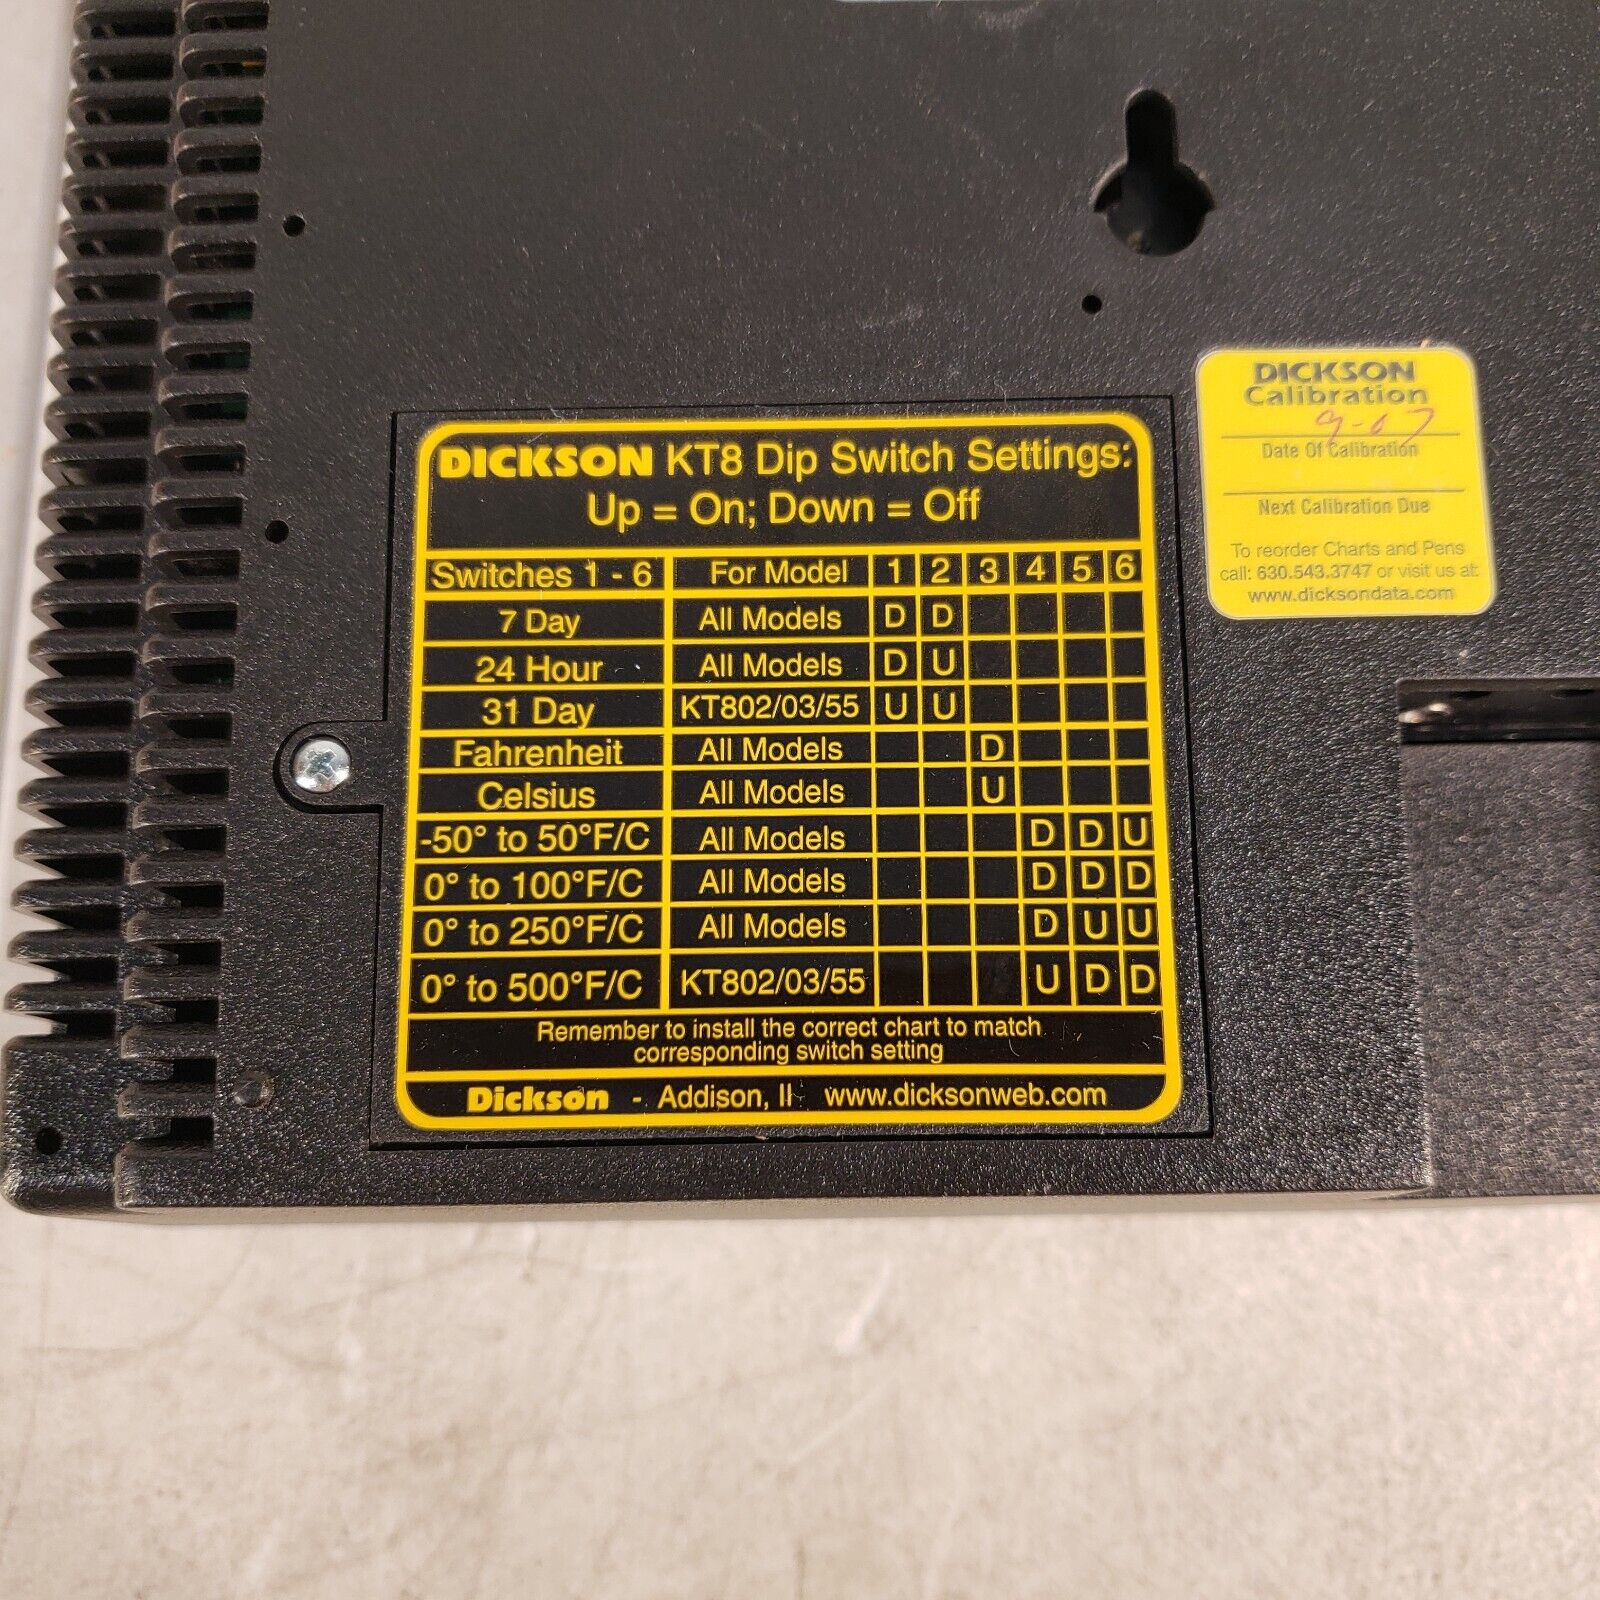 DICKSON KT8 Dip Switch Settings:
Up = On; Down = Off
Switches 1 - 6 For Model 1 2 3 4 5 6
7 Day All Models D D
24 Hour All Models D U
31 Day KT802/03/55 U U
Fahrenheit All Models D
Celsius All Models U
-50° to 50°F/C All Models D D U
0° to 100°F/C All Models D D D
0° to 250°F/C All Models D U U
0° to 500°F/C KT802/03/55 U D D
Remember to install the correct chart to match
corresponding switch setting
Dickson - Addison, Il - www.dicksonweb.com
DICKSON
Calibration
9-07
Date Of Calibration
Next Calibration Due
To reorder Charts and Pens
call: 630.543.3747 or visit us at:
www.dicksondata.com